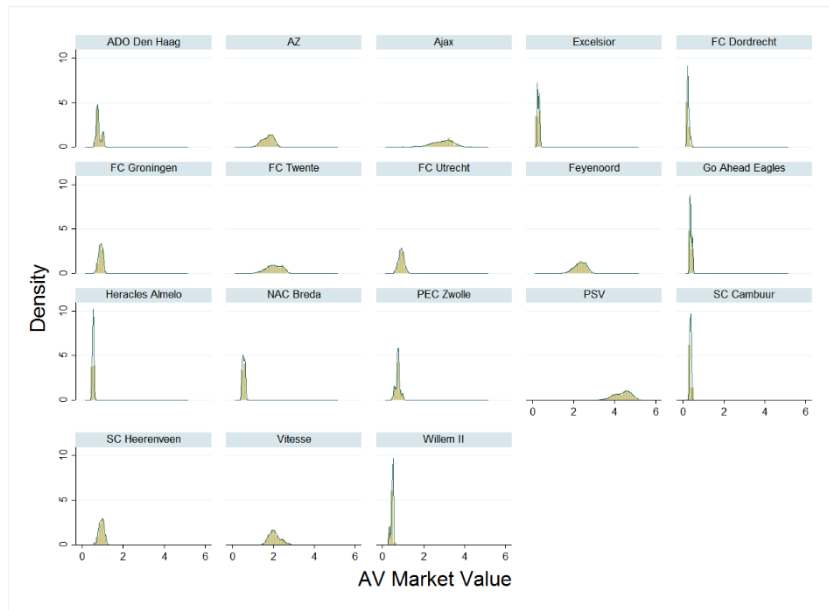 ADO Den Haag AZ Ajax Excelsior FC Dordrecht
10
5
0
FC Groningen FC Twente FC Utrecht Feyenoord Go Ahead Eagles
10
5
0
Heracles Almelo NAC Breda PEC Zwolle PSV SC Cambuur
10
5
0
0 2 4 6 0 2 4 6
SC Heerenveen Vitesse Willem II
10
5
0
0 2 4 6 0 2 4 6 0 2 4 6
Density
AV Market Value